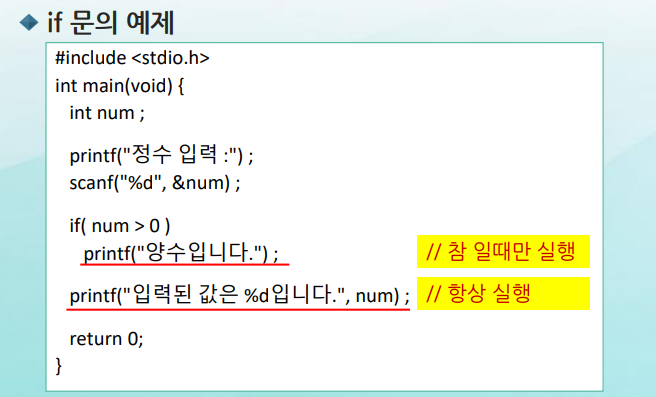 if 문의 예제
#include <stdio.h>
int main(void) {
int num ;
printf("정수 입력 :") ;
scanf("%d", &num) ;
if( num > 0 )
printf("양수입니다.") ; // 참 일때만 실행
printf("입력된 값은 %d입니다.", num) ; // 항상 실행
return 0;
}